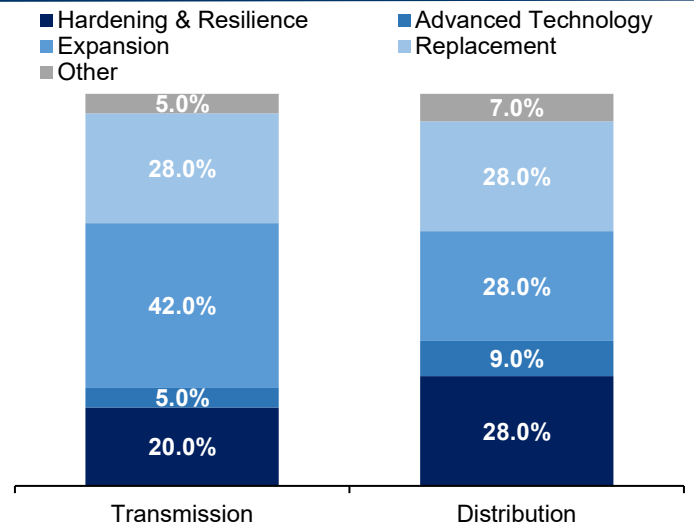 Hardening & Resilience Advanced Technology
Expansion Replacement
Other
5.0% 7.0%
28.0% 28.0%
42.0% 28.0%
5.0% 9.0%
20.0% 28.0%
Transmission Distribution